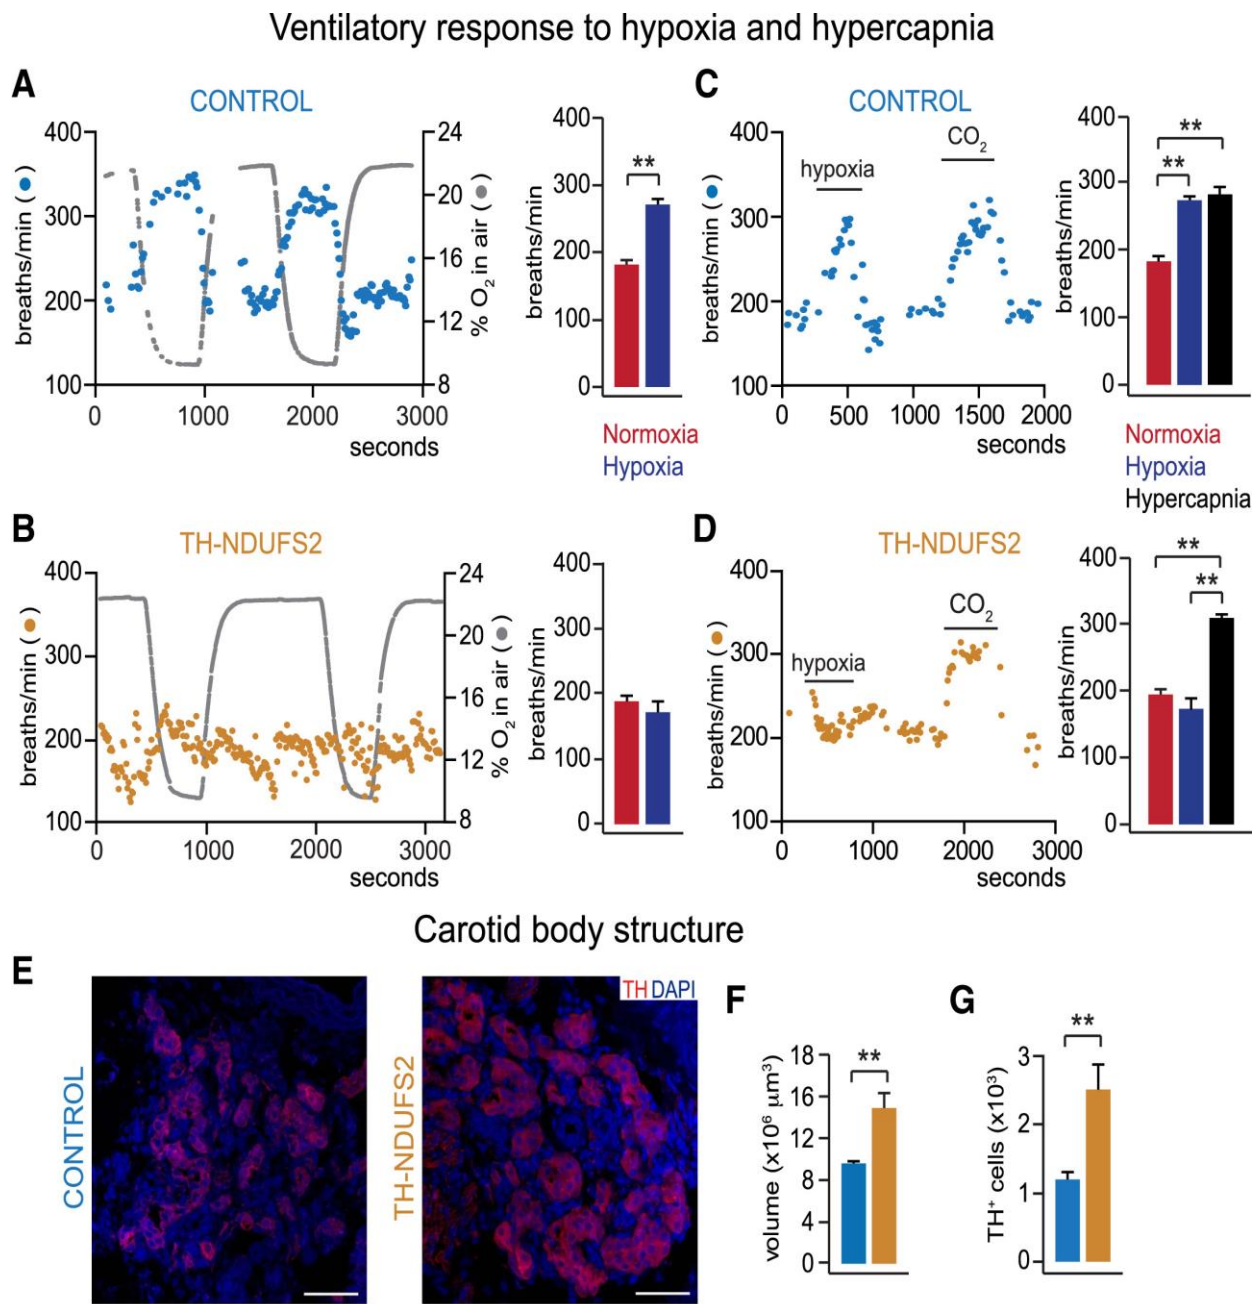 Ventilatory response to hypoxia and hypercapnia
A
CONTROL
breaths/min (●)
400
300
200
100
24
20
16
12
8
% O2 in air (●)
0 1000 2000 3000
seconds
breaths/min
400
300
200
100
0
**
Normoxia
Hypoxia
C
CONTROL
breaths/min (●)
400
300
200
100
hypoxia
CO2
0 500 1000 1500 2000
seconds
breaths/min
400
300
200
100
0
**
**
Normoxia
Hypoxia
Hypercapnia
B
TH-NDUFS2
breaths/min (●)
400
300
200
100
24
20
16
12
8
% O2 in air (●)
0 1000 2000 3000
seconds
breaths/min
400
300
200
100
0
D
TH-NDUFS2
breaths/min (●)
400
300
200
100
hypoxia
CO2
0 1000 2000 3000
seconds
breaths/min
400
300
200
100
0
**
**
Carotid body structure
E
CONTROL
TH-NDUFS2
TH DAPI
F
volume (x10⁶ µm³)
18
16
12
8
4
0
**
G
TH⁺ cells (x10³)
3
2
1
0
**